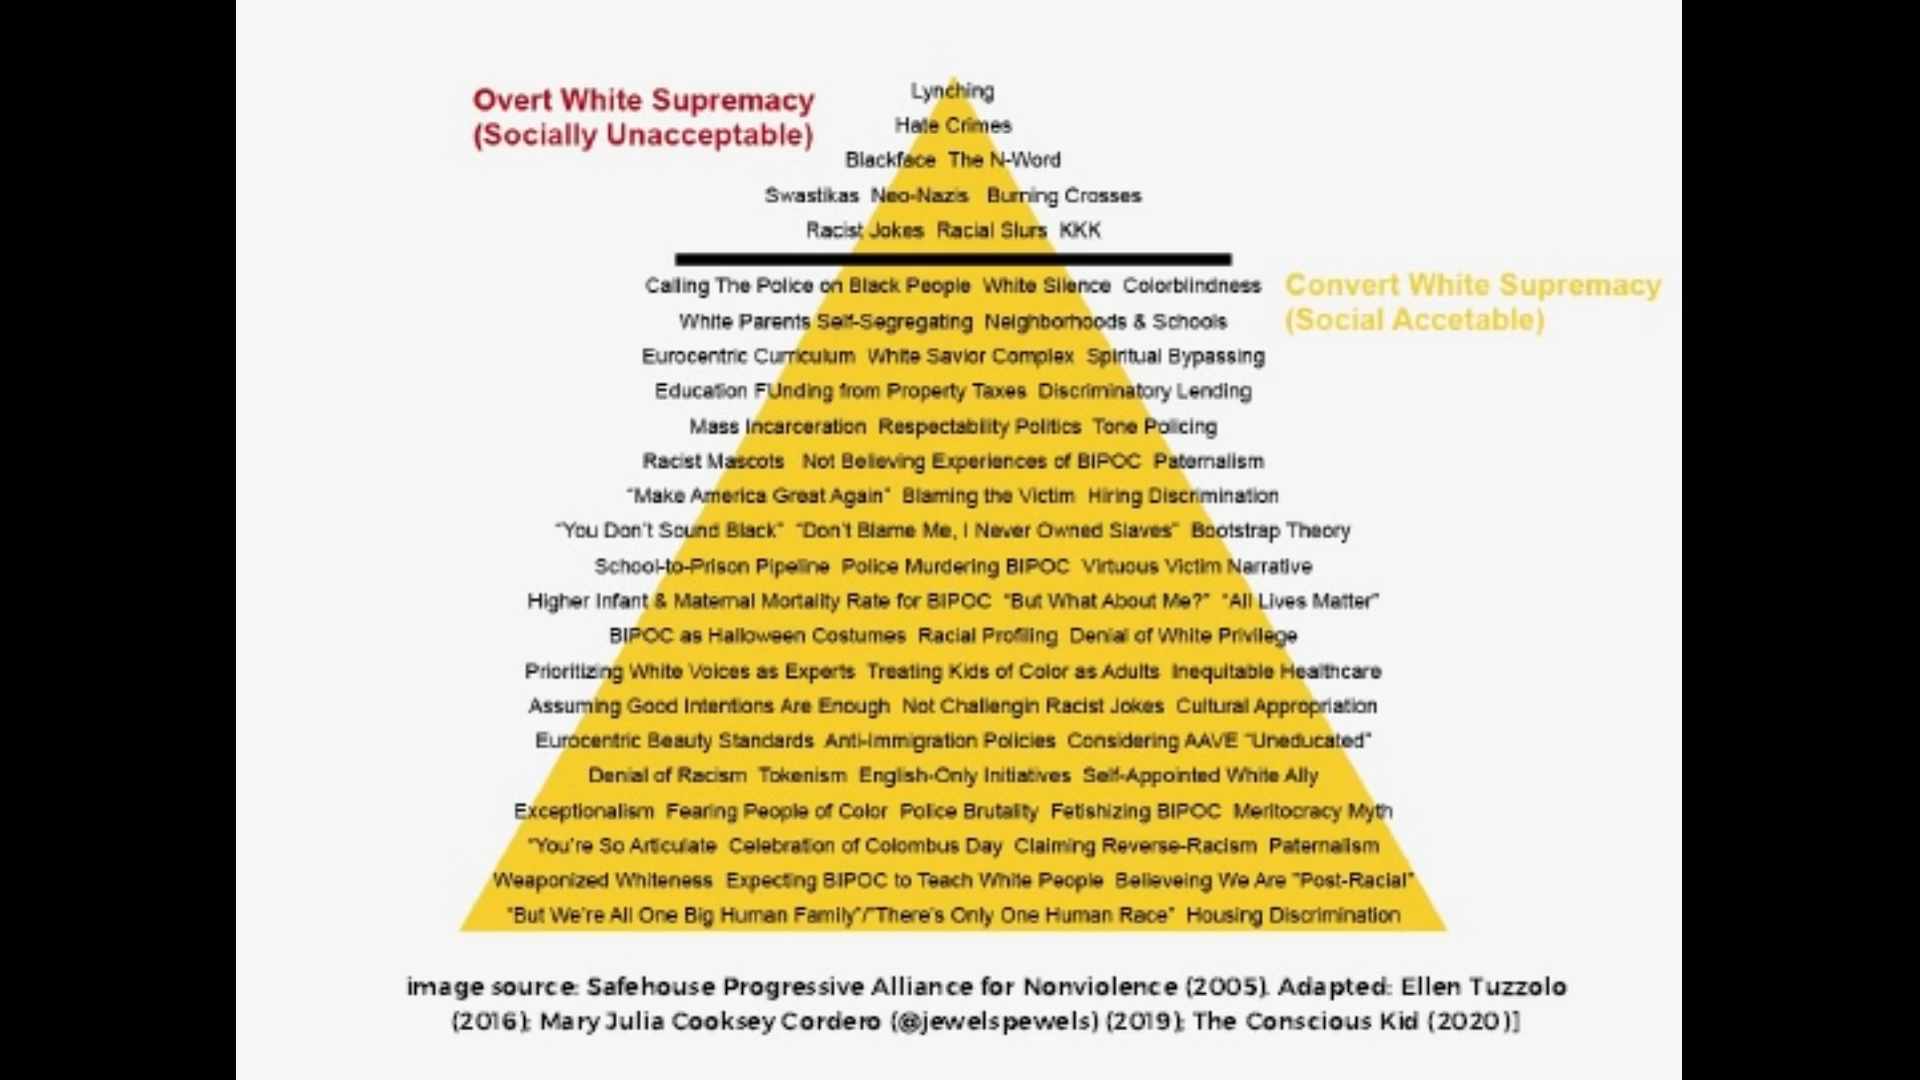 Overt White Supremacy
(Socially Unacceptable)
Lynching
Hate Crimes
Blackface The N-Word
Swastikas Neo-Nazis Burning Crosses
Racist Jokes Racial Slurs KKK
Convert White Supremacy
(Social Accetable)
Calling The Police on Black People White Silence Colorblindness
White Parents Self-Segregating Neighborhoods & Schools
Eurocentric Curriculum White Savior Complex Spiritual Bypassing
Education FUnding from Property Taxes Discriminatory Lending
Mass Incarceration Respectability Politics Tone Policing
Racist Mascots Not Believing Experiences of BIPOC Paternalism
"Make America Great Again" Blaming the Victim Hiring Discrimination
"You Don't Sound Black" "Don't Blame Me, I Never Owned Slaves" Bootstrap Theory
School-to-Prison Pipeline Police Murdering BIPOC Virtuous Victim Narrative
Higher Infant & Maternal Mortality Rate for BIPOC "But What About Me?" "All Lives Matter"
BIPOC as Halloween Costumes Racial Profiling Denial of White Privilege
Prioritizing White Voices as Experts Treating Kids of Color as Adults Inequitable Healthcare
Assuming Good Intentions Are Enough Not Challengin Racist Jokes Cultural Appropriation
Eurocentric Beauty Standards Anti-Immigration Policies Considering AAVE "Uneducated"
Denial of Racism Tokenism English-Only Initiatives Self-Appointed White Ally
Exceptionalism Fearing People of Color Police Brutality Fetishizing BIPOC Meritocracy Myth
"You're So Articulate Celebration of Colombus Day Claiming Reverse-Racism Paternalism
Weaponized Whiteness Expecting BIPOC to Teach White People Believeing We Are "Post-Racial"
"But We're All One Big Human Family"/"There's Only One Human Race" Housing Discrimination
image source: Safehouse Progressive Alliance for Nonviolence (2005). Adapted: Ellen Tuzzolo
(2016); Mary Julia Cooksey Cordero (@jewelspewels) (2019); The Conscious Kid (2020)]